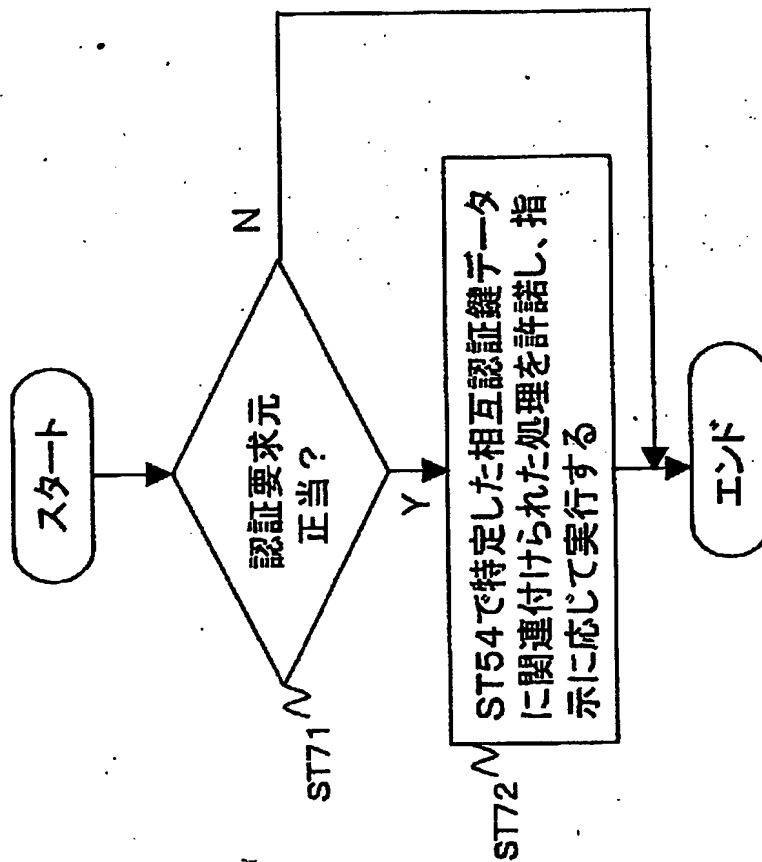 スタート
認証要求元
正当？
N
Y
ST71
ST54で特定した相互認証鍵データ
に関連付けられた処理を許諾し、指
示に応じて実行する
ST72
エンド